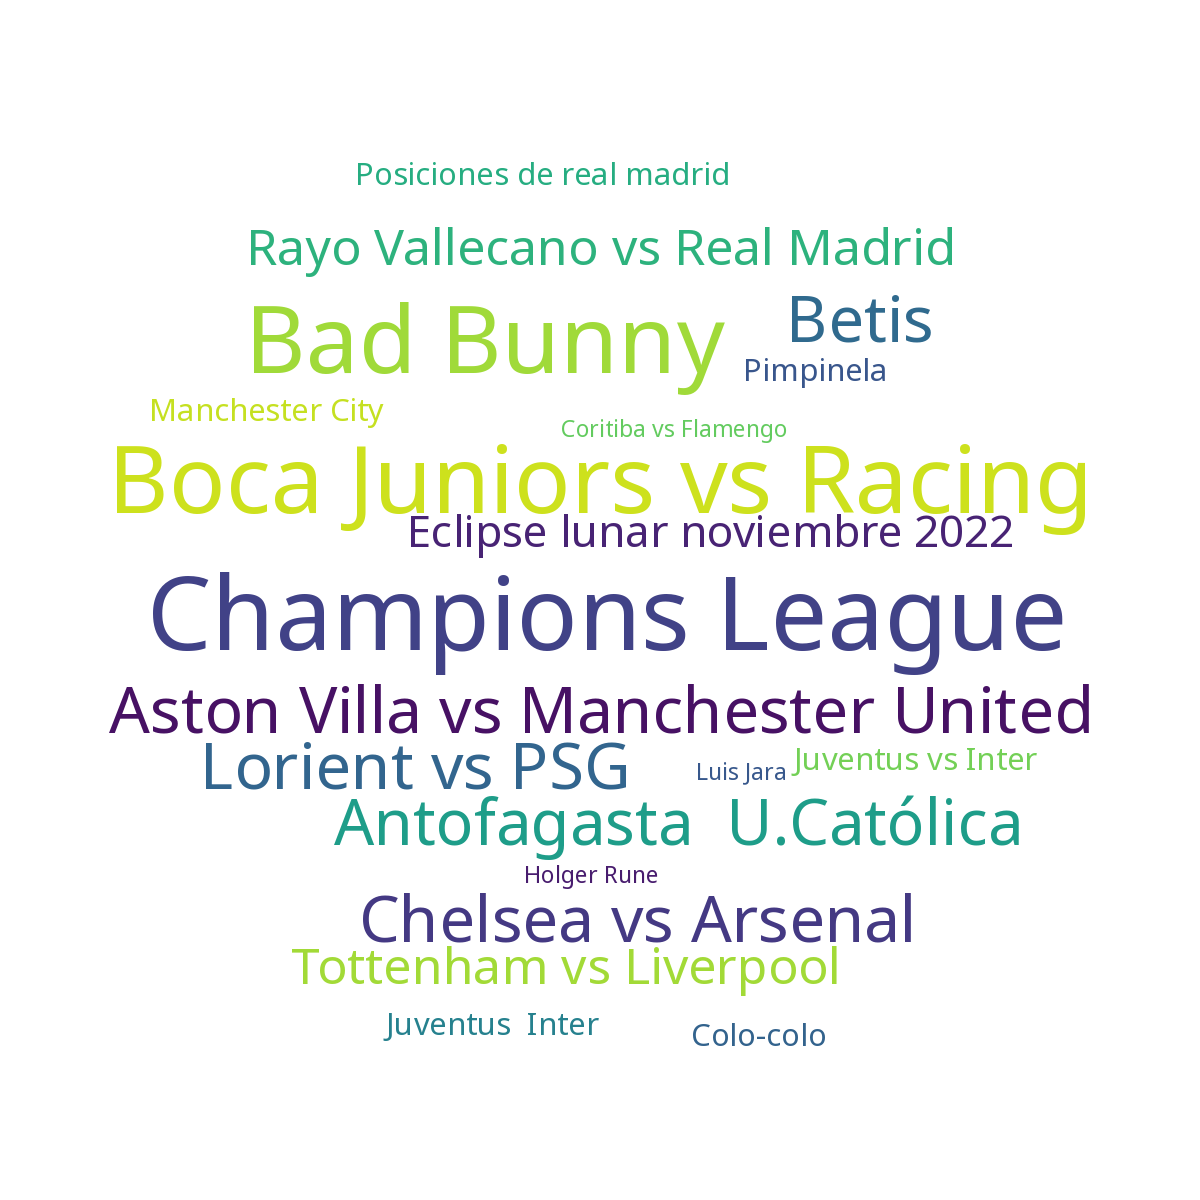 Posiciones de real madrid
Rayo Vallecano vs Real Madrid
Bad Bunny
Betis
Pimpinela
Manchester City
Coritiba vs Flamengo
Boca Juniors vs Racing
Eclipse lunar noviembre 2022
Champions League
Aston Villa vs Manchester United
Lorient vs PSG
Luis Jara
Juventus vs Inter
Antofagasta  U.Católica
Holger Rune
Chelsea vs Arsenal
Tottenham vs Liverpool
Juventus  Inter
Colo-colo